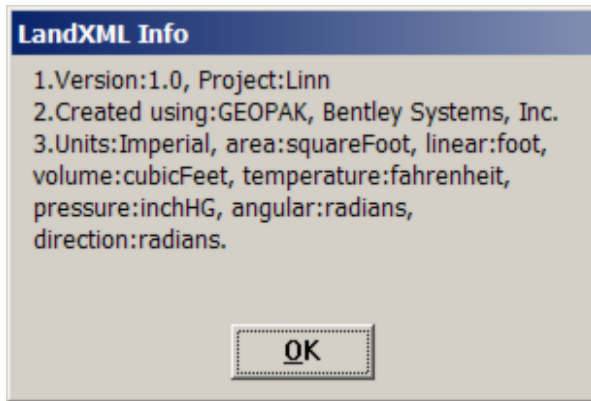 LandXML Info
1.Version:1.0, Project:Linn
2.Created using:GEOPAK, Bentley Systems, Inc.
3.Units:Imperial, area:squareFoot, linear:foot,
volume:cubicFeet, temperature:fahrenheit,
pressure:inchHG, angular:radians,
direction:radians.
OK